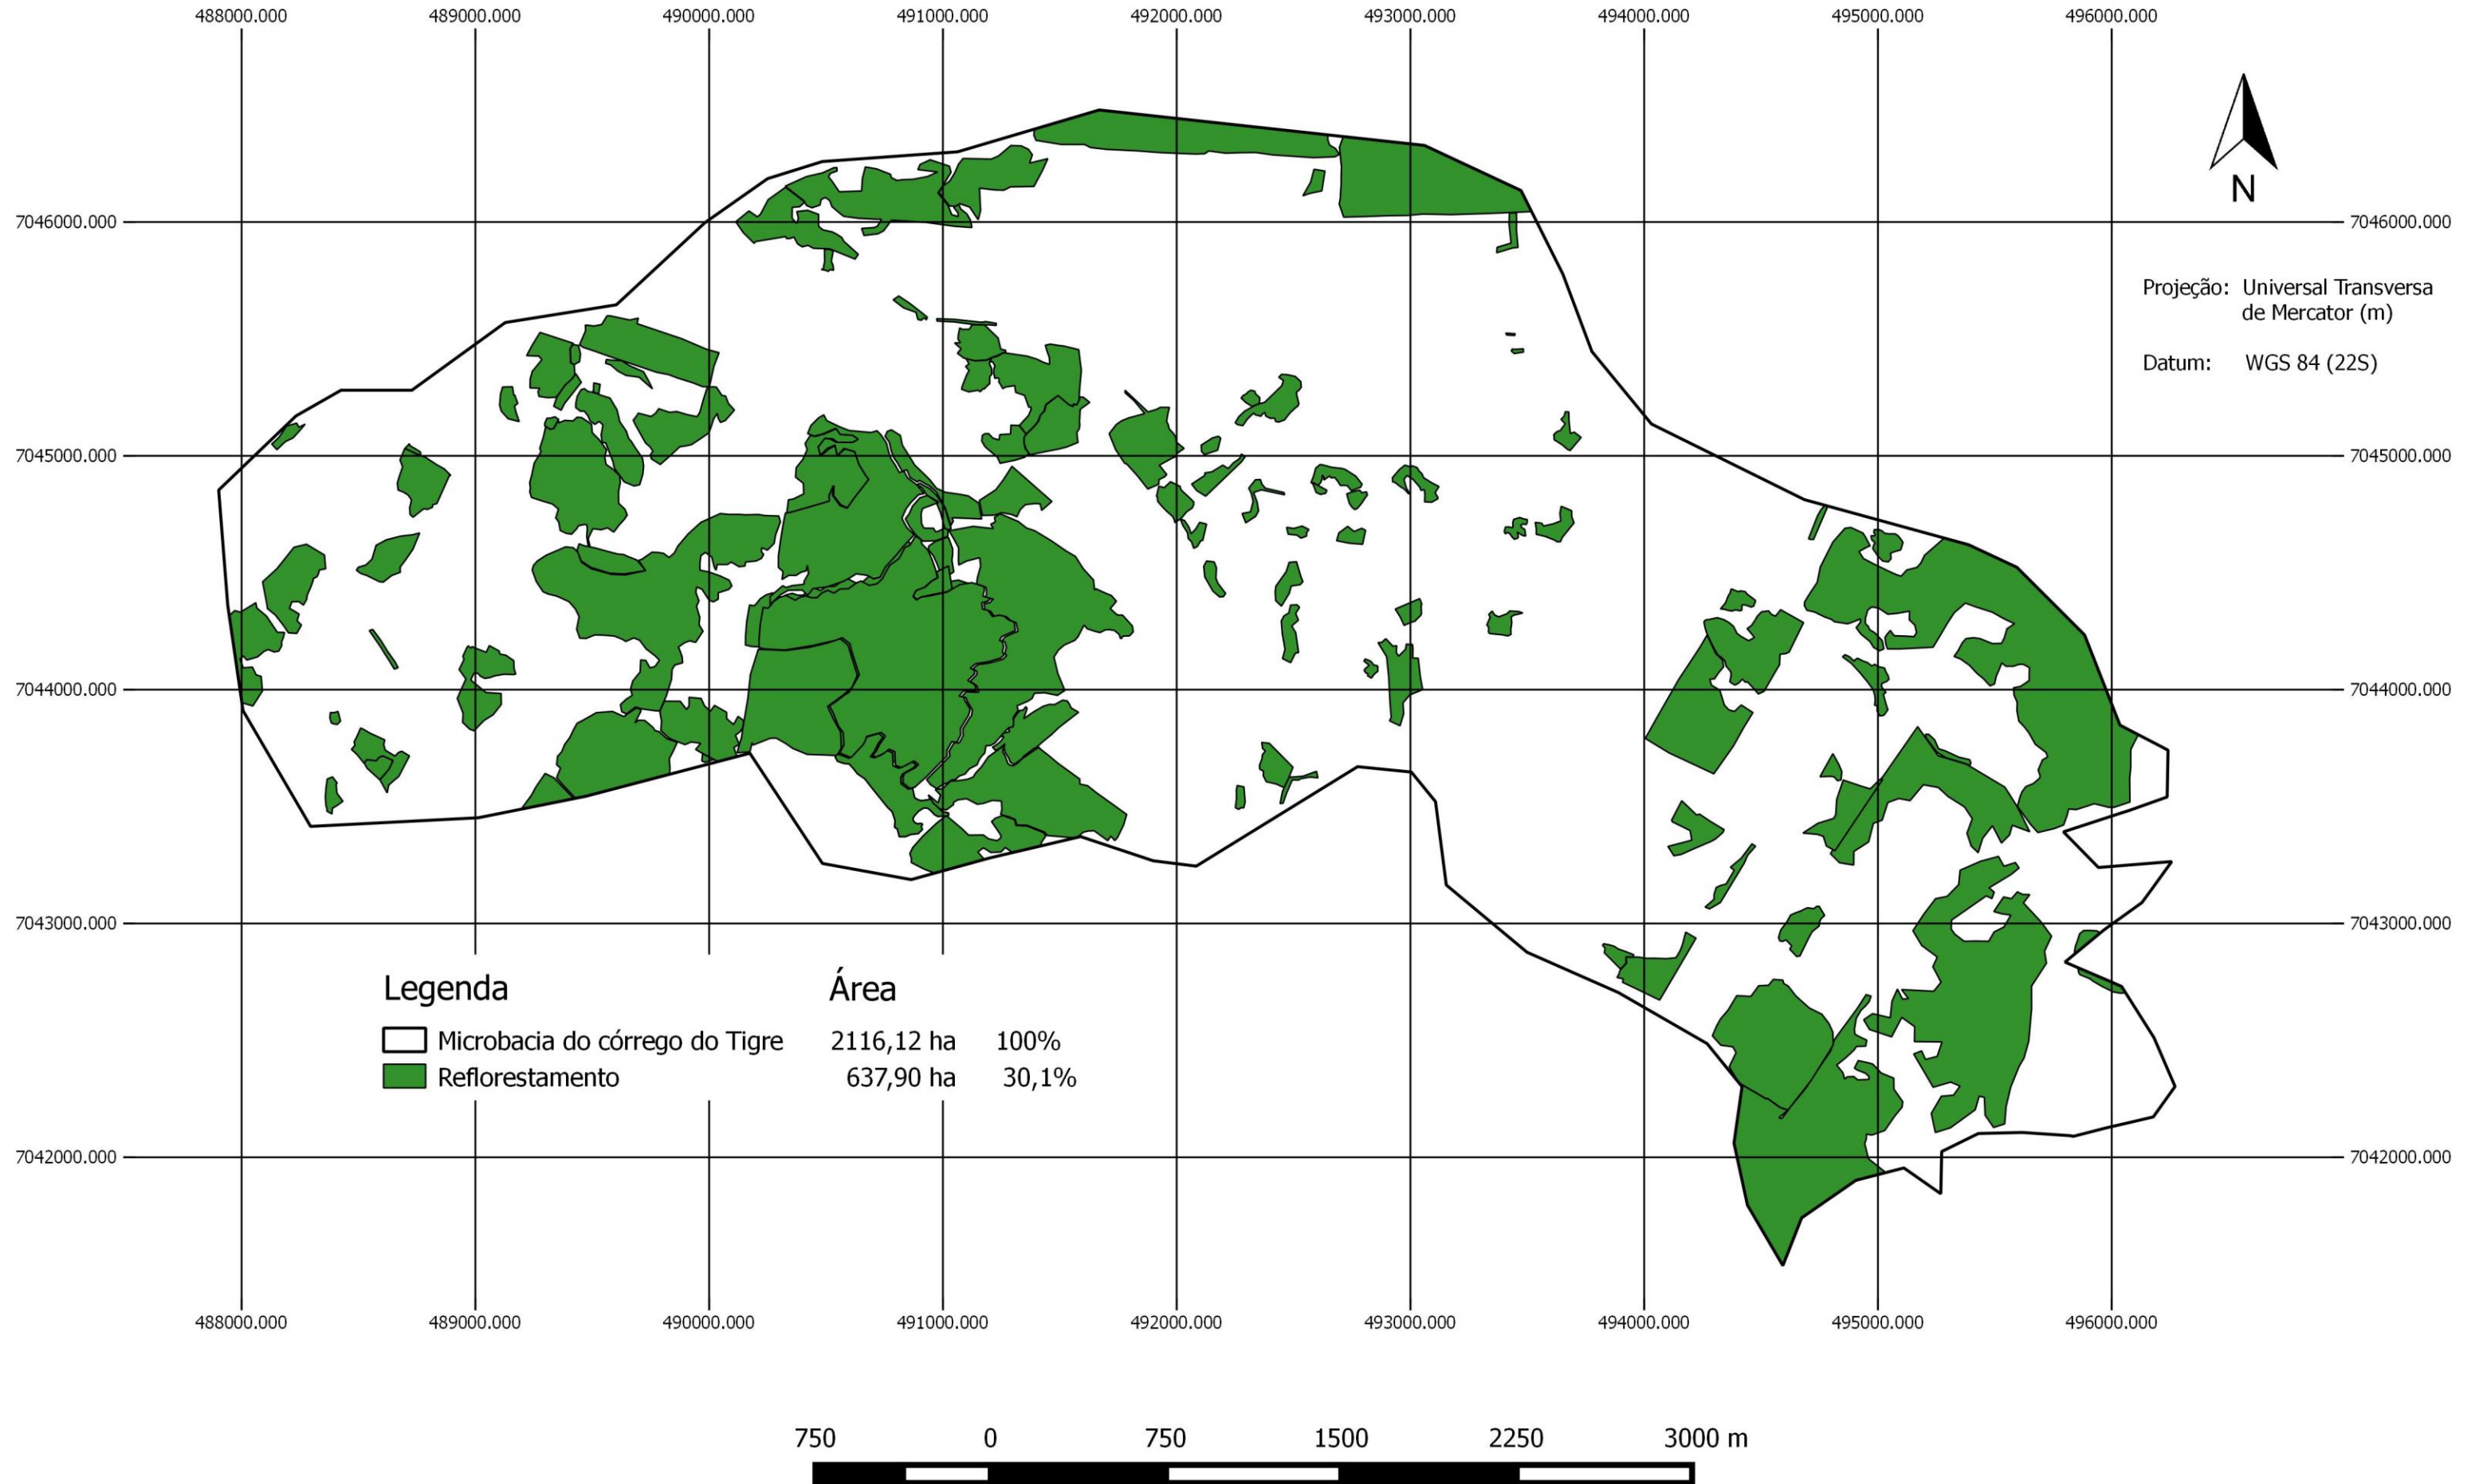 488000.000 489000.000 490000.000 491000.000 492000.000 493000.000 494000.000 495000.000 496000.000
N
7046000.000 7046000.000
Projeção: Universal Transversa
de Mercator (m)
Datum: WGS 84 (22S)
7045000.000 7045000.000
7044000.000 7044000.000
7043000.000 7043000.000
Legenda Área
Microbacia do córrego do Tigre 2116,12 ha 100%
Reflorestamento 637,90 ha 30,1%
7042000.000 7042000.000
488000.000 489000.000 490000.000 491000.000 492000.000 493000.000 494000.000 495000.000 496000.000
750 0 750 1500 2250 3000 m